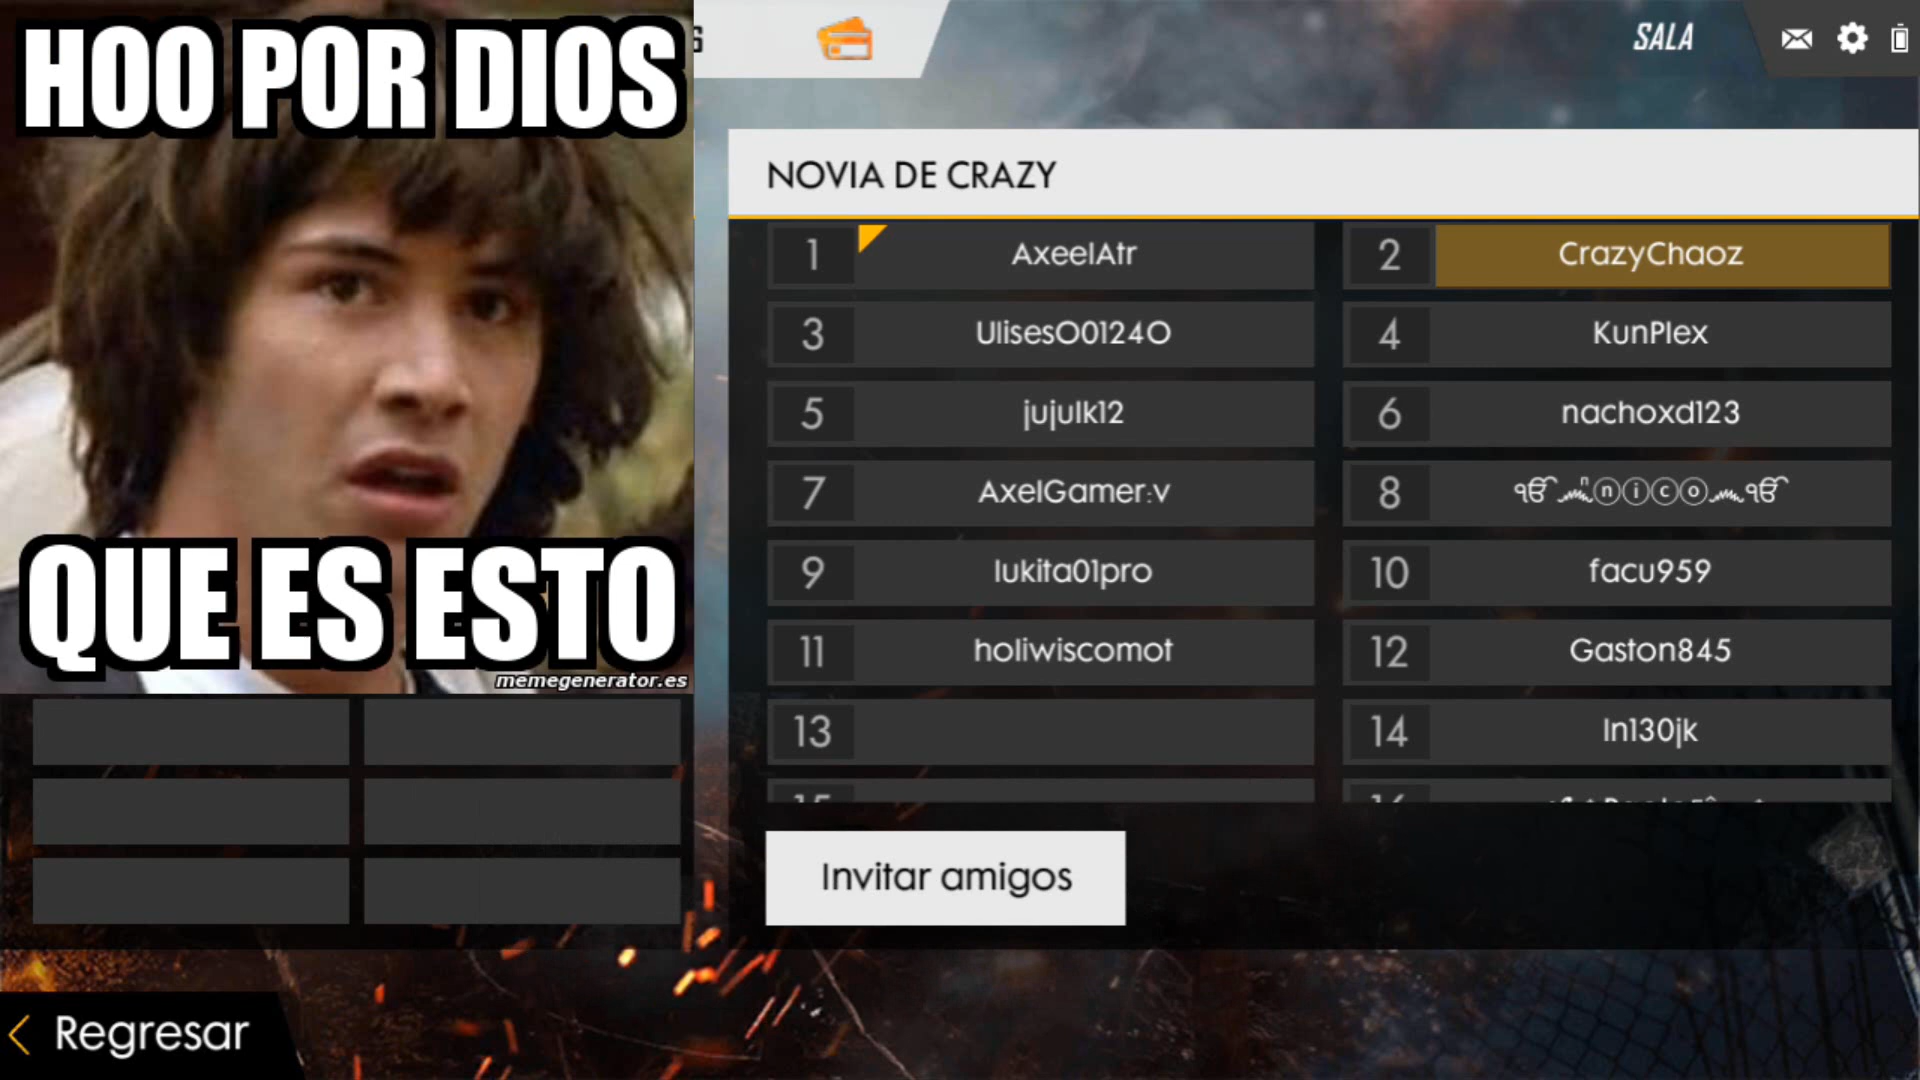 HOO POR DIOS
QUE ES ESTO
memegenerator.es
SALA
NOVIA DE CRAZY
1 AxeelAtr
2 CrazyChaoz
3 UlisesO0124O
4 KunPlex
5 jujulk12
6 nachoxd123
7 AxelGamer:v
8 ੴ෴ⁿⓝⓘⓒⓞ෴ੴ
9 lukita01pro
10 facu959
11 holiwiscomot
12 Gaston845
13
14 ln130jk
Invitar amigos
Regresar